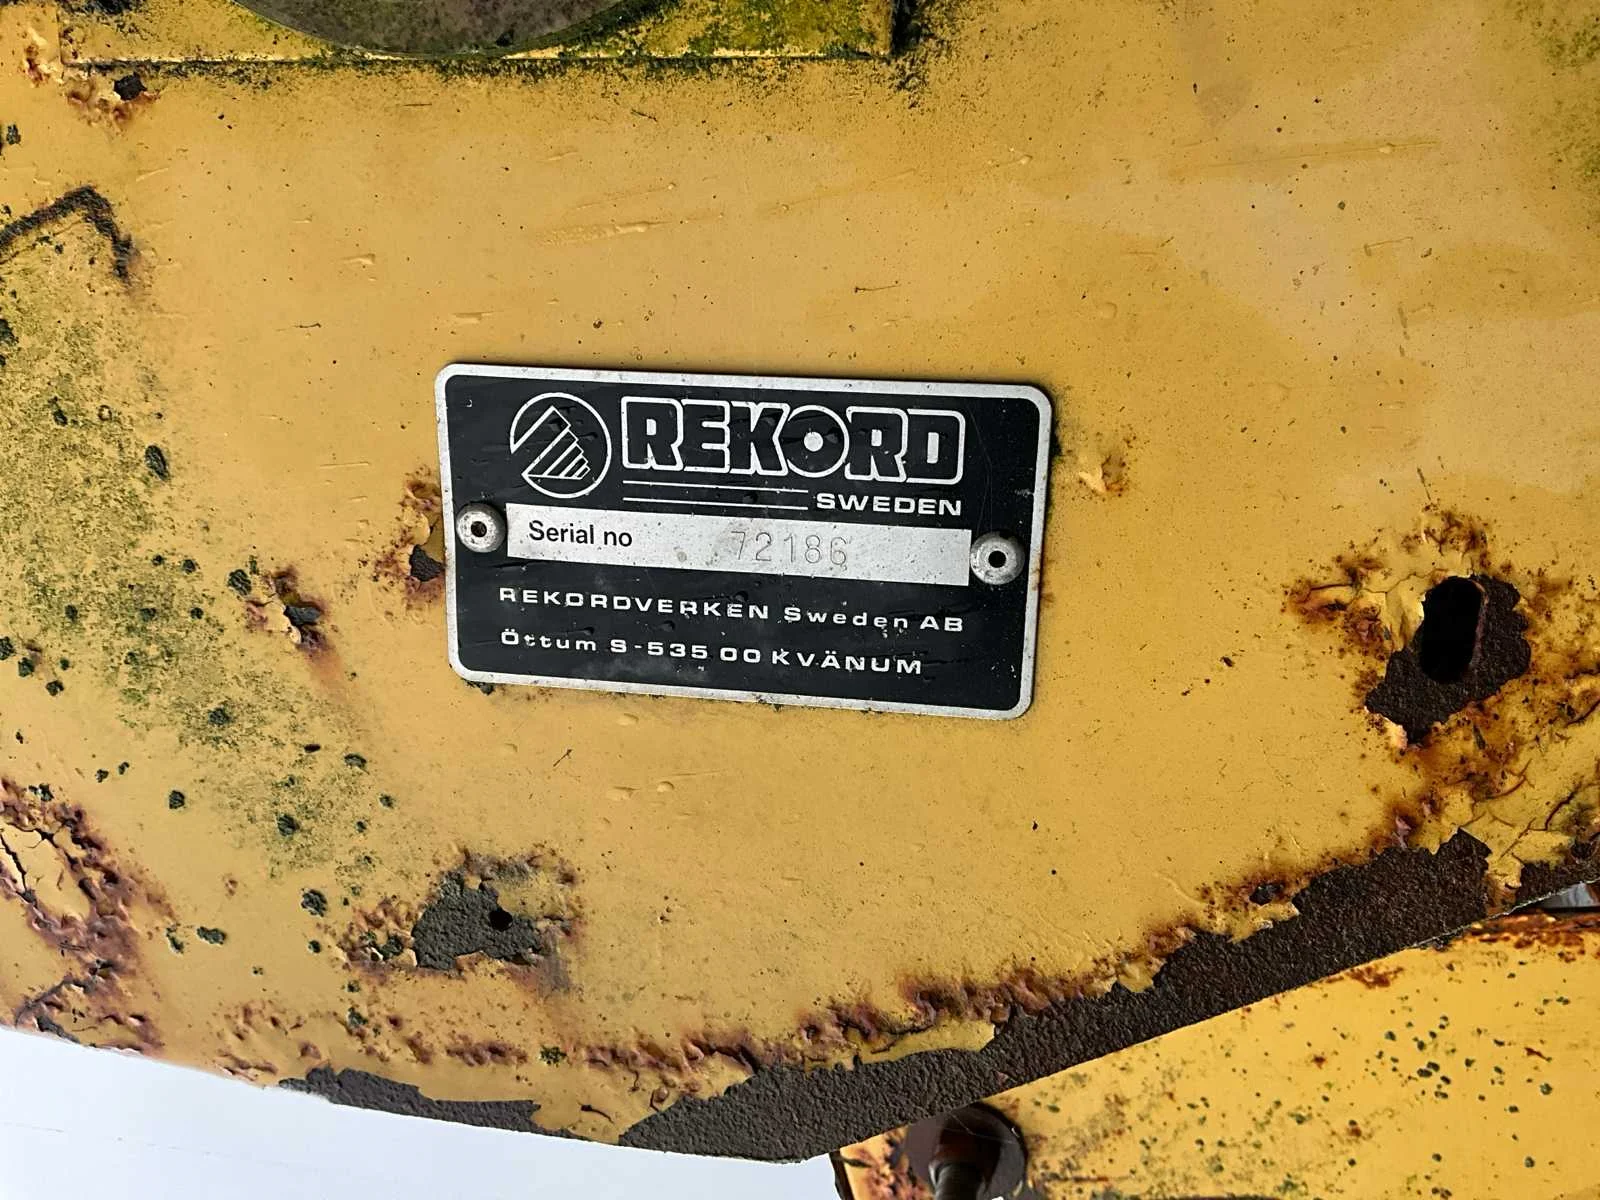 REKORD
SWEDEN
Serial no 72186
REKORDVERKEN Sweden AB
Öttum S-535 00 KVÄNUM